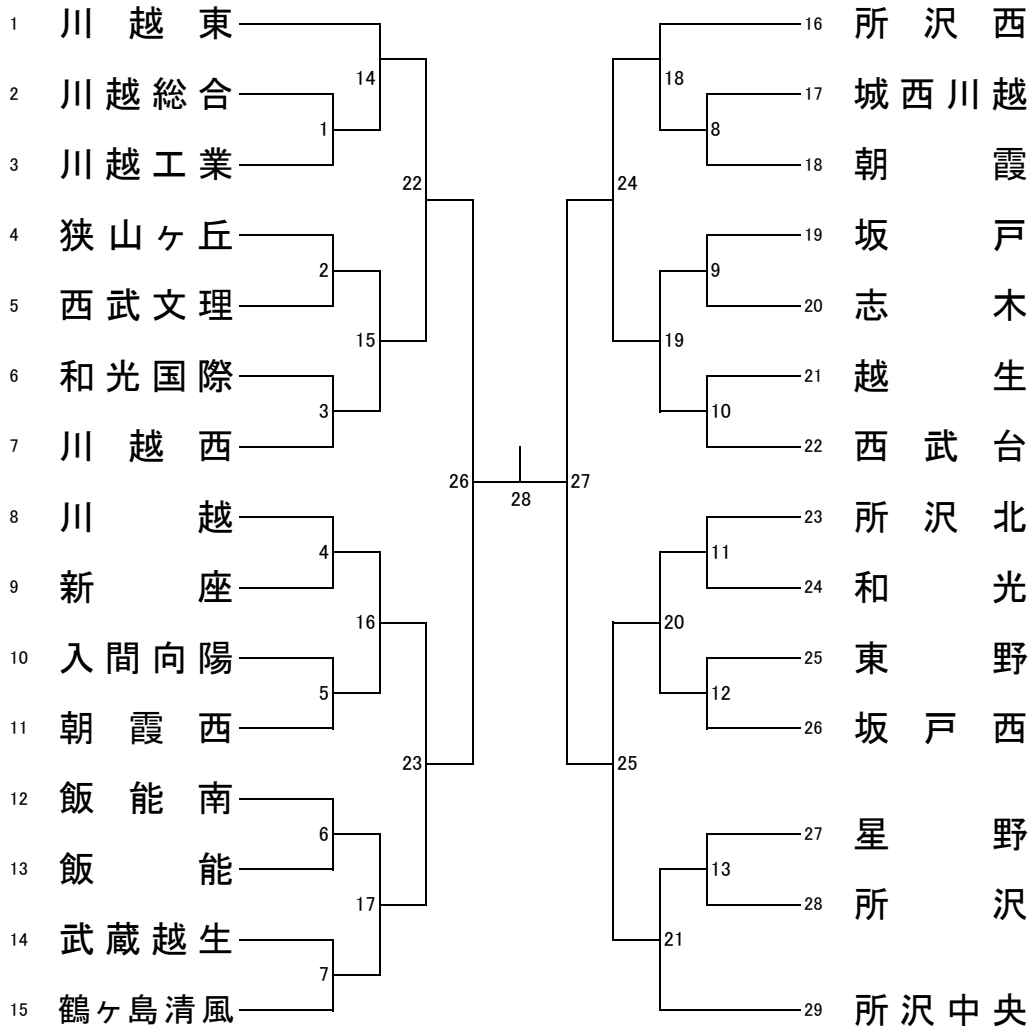 1 川越東
14
2 川越総合
1
3 川越工業
22
4 狭山ヶ丘
2
5 西武文理
15
6 和光国際
3
7 川越西
26
8 川越
4
9 新座
16
10 入間向陽
5
11 朝霞西
23
12 飯能南
6
13 飯能
17
14 武蔵越生
7
15 鶴ヶ島清風
28
16 所沢西
18
17 城西川越
8
18 朝霞
24
19 坂戸
9
20 志木
19
21 越生
10
22 西武台
27
23 所沢北
11
24 和光
20
25 東野
12
26 坂戸西
25
27 星野
13
28 所沢
21
29 所沢中央